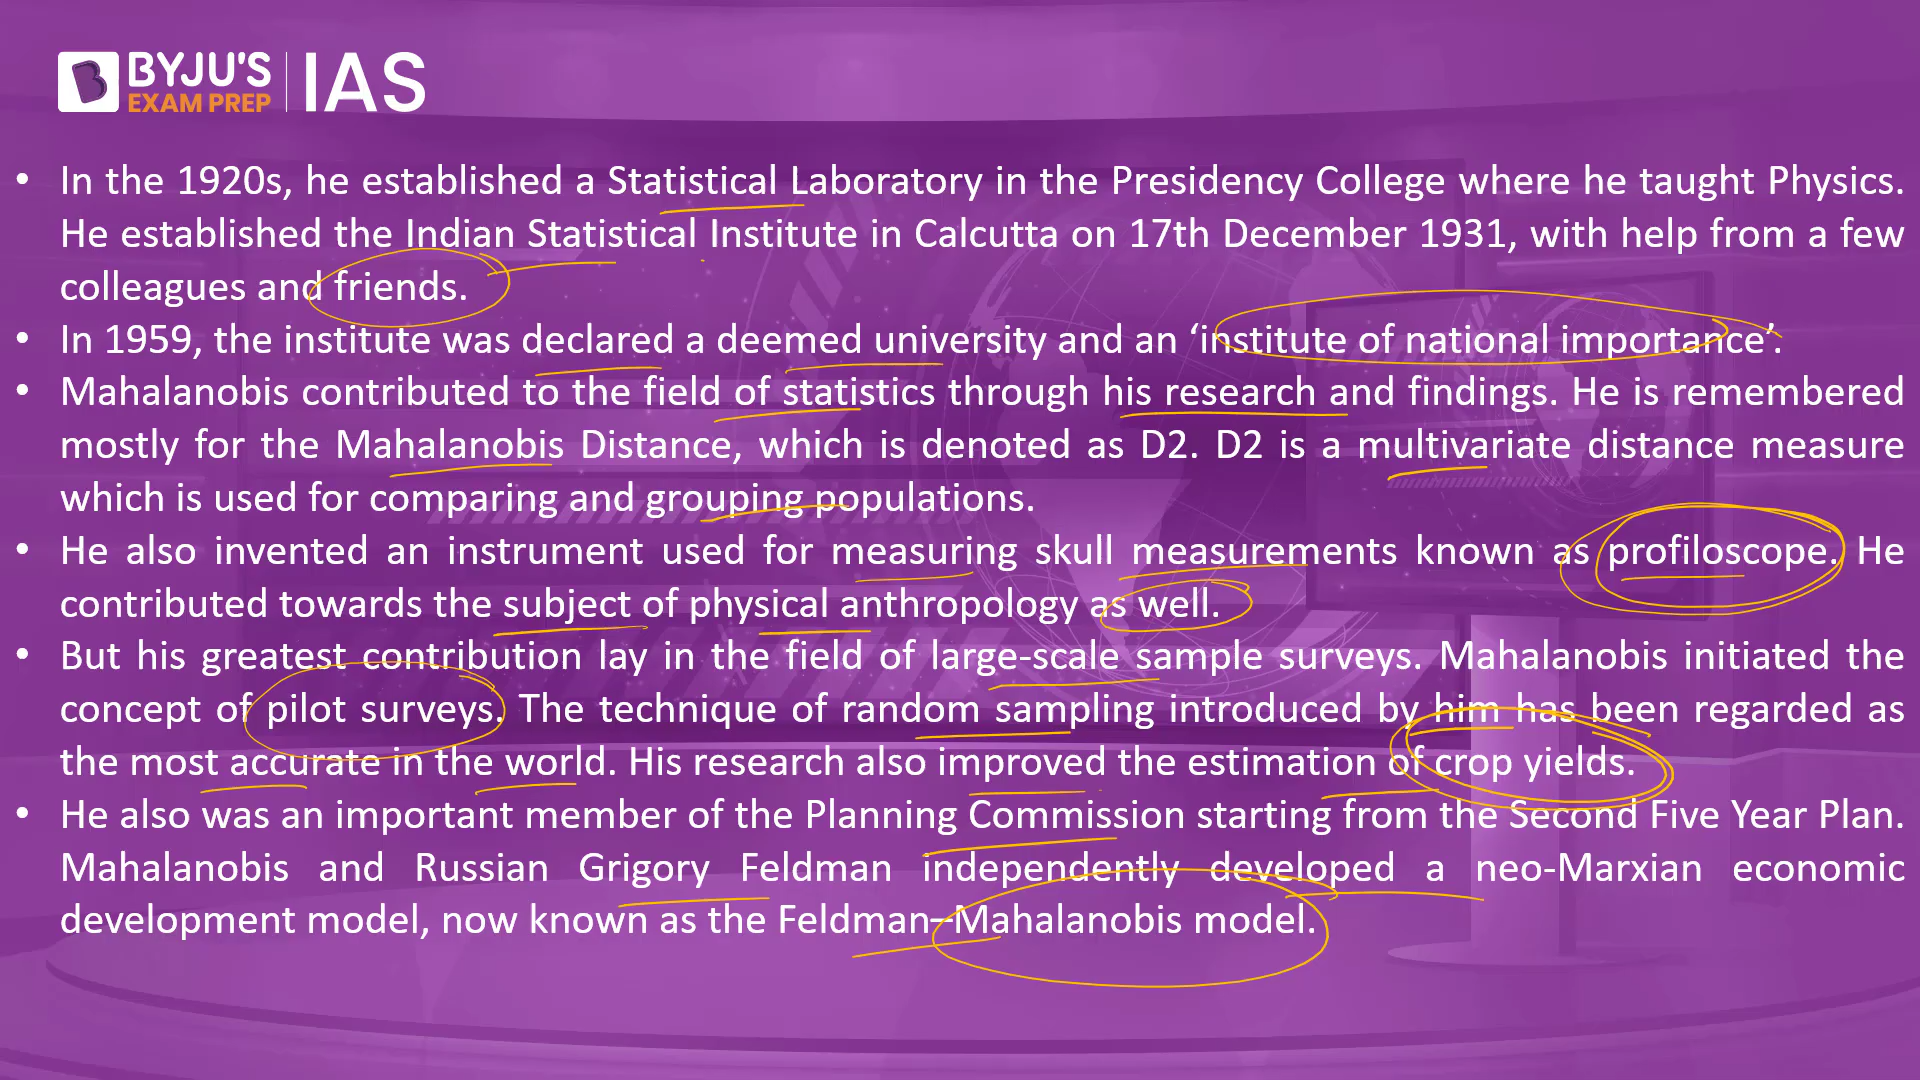 BYJU'S
EXAM PREP
IAS
• In the 1920s, he established a Statistical Laboratory in the Presidency College where he taught Physics.
He established the Indian Statistical Institute in Calcutta on 17th December 1931, with help from a few
colleagues and friends.
• In 1959, the institute was declared a deemed university and an ‘institute of national importance’.
• Mahalanobis contributed to the field of statistics through his research and findings. He is remembered
mostly for the Mahalanobis Distance, which is denoted as D2. D2 is a multivariate distance measure
which is used for comparing and grouping populations.
• He also invented an instrument used for measuring skull measurements known as profiloscope. He
contributed towards the subject of physical anthropology as well.
• But his greatest contribution lay in the field of large-scale sample surveys. Mahalanobis initiated the
concept of pilot surveys. The technique of random sampling introduced by him has been regarded as
the most accurate in the world. His research also improved the estimation of crop yields.
• He also was an important member of the Planning Commission starting from the Second Five Year Plan.
Mahalanobis and Russian Grigory Feldman independently developed a neo-Marxian economic
development model, now known as the Feldman–Mahalanobis model.